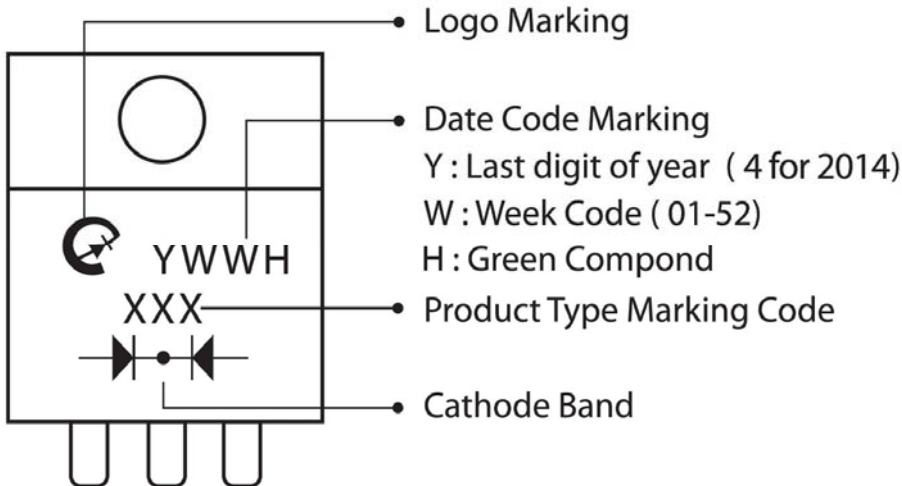 Logo Marking
Date Code Marking
Y : Last digit of year ( 4 for 2014)
W : Week Code ( 01-52)
H : Green Compond
YWWH
XXX
Product Type Marking Code
Cathode Band